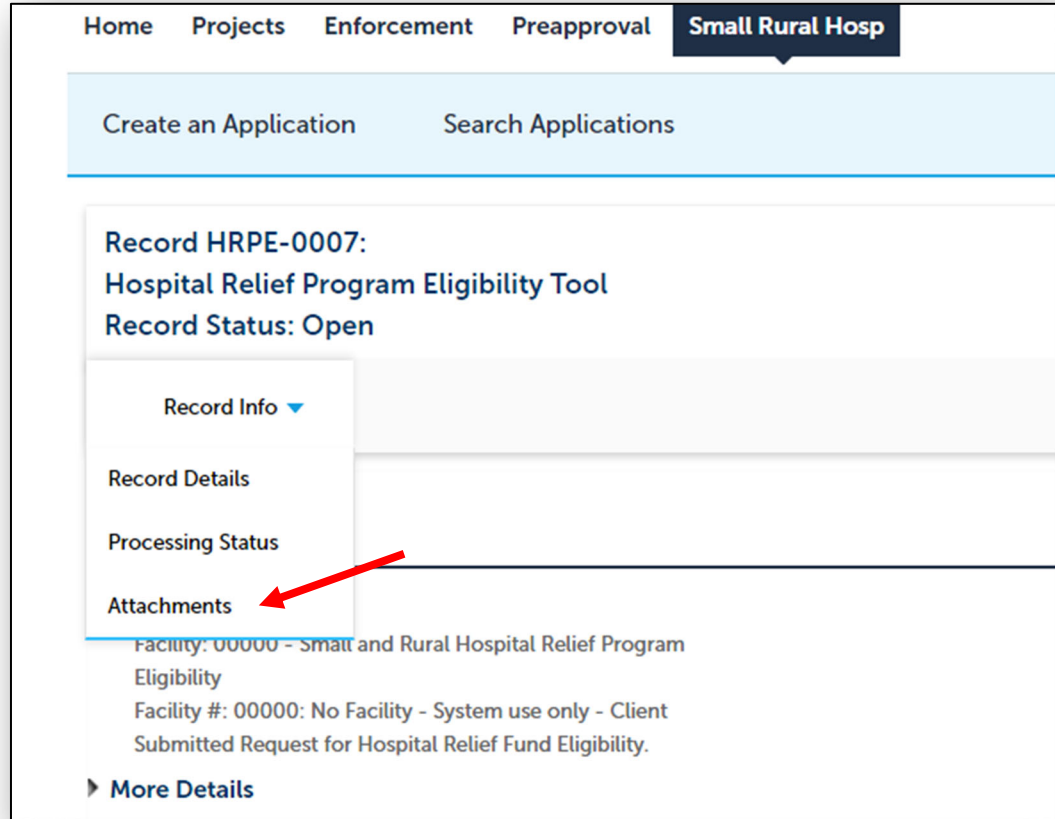 Home Projects Enforcement Preapproval Small Rural Hosp
Create an Application Search Applications
Record HRPE-0007:
Hospital Relief Program Eligibility Tool
Record Status: Open
Record Info
Record Details
Processing Status
Attachments
Facility: 00000 - Small and Rural Hospital Relief Program
Eligibility
Facility #: 00000: No Facility - System use only - Client
Submitted Request for Hospital Relief Fund Eligibility.
More Details